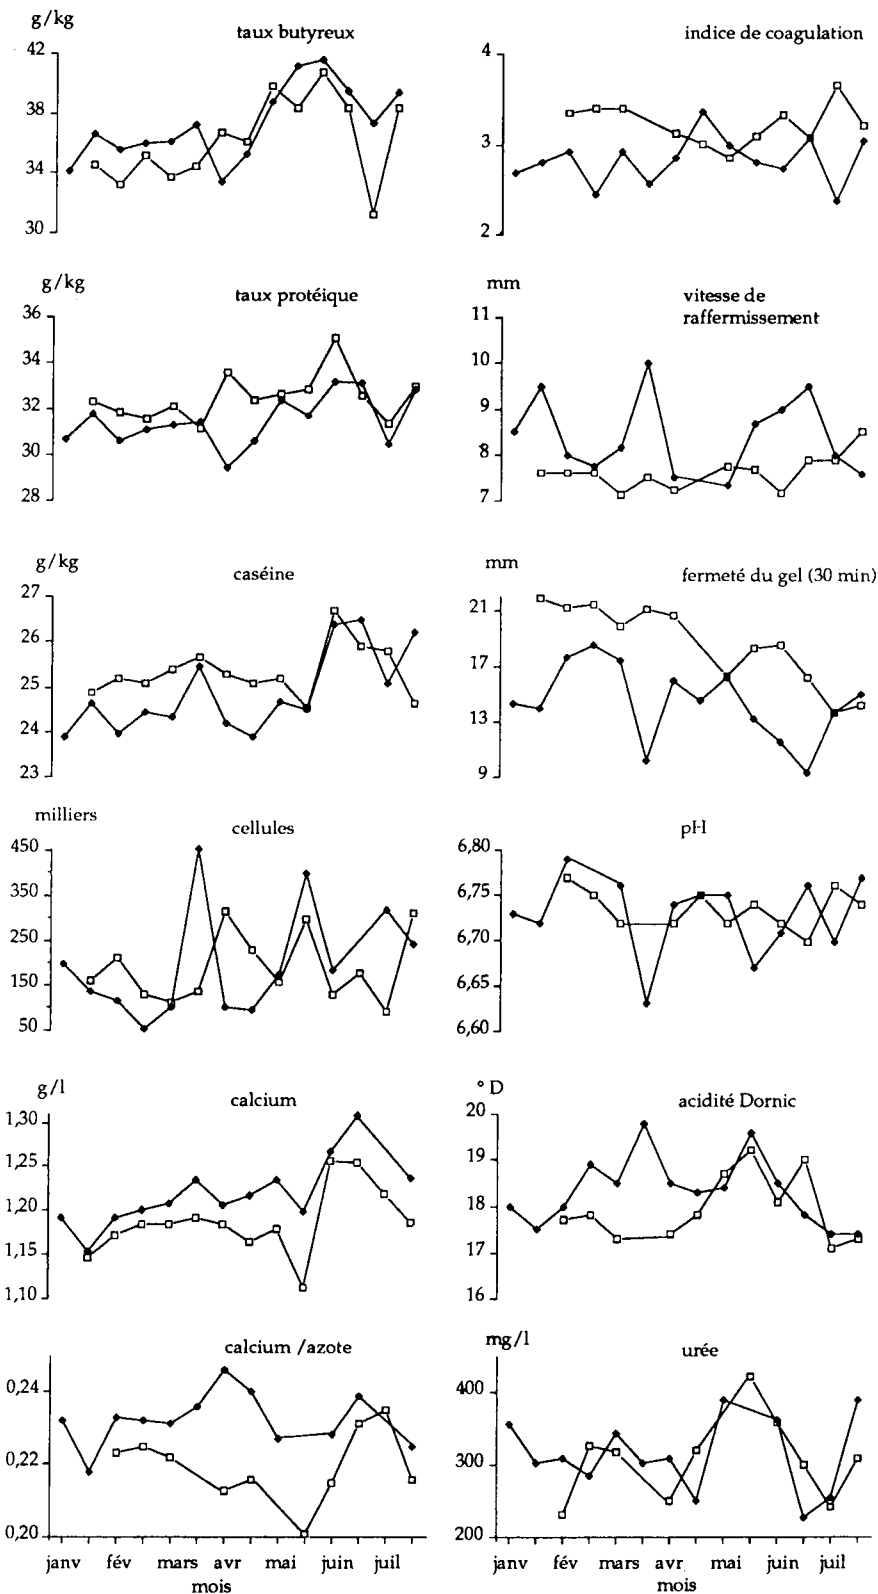 g/kg
taux butyreux
42
38
34
30
indice de coagulation
4
3
2
g/kg
taux protéique
36
34
32
30
28
mm
vitesse de
raffermissement
11
10
9
8
7
g/kg
caséine
27
26
25
24
23
mm
fermeté du gel (30 min)
21
17
13
9
milliers
cellules
450
350
250
150
50
pH
6,80
6,75
6,70
6,65
6,60
g/l
calcium
1,30
1,25
1,20
1,15
1,10
° D
acidité Dornic
20
19
18
17
16
calcium /azote
0,24
0,22
0,20
janv fév mars avr mai juin juil
mois
mg/l
urée
400
300
200
janv fév mars avr mai juin juil
mois